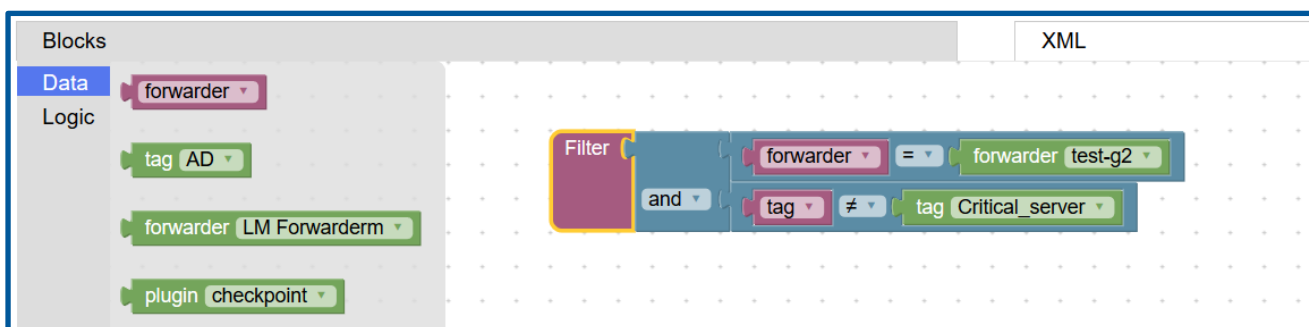 Blocks
XML
Data
Logic
forwarder
tag AD
forwarder LM Forwarderm
plugin checkpoint
Filter
forwarder = forwarder test-g2
and
tag ≠ tag Critical_server